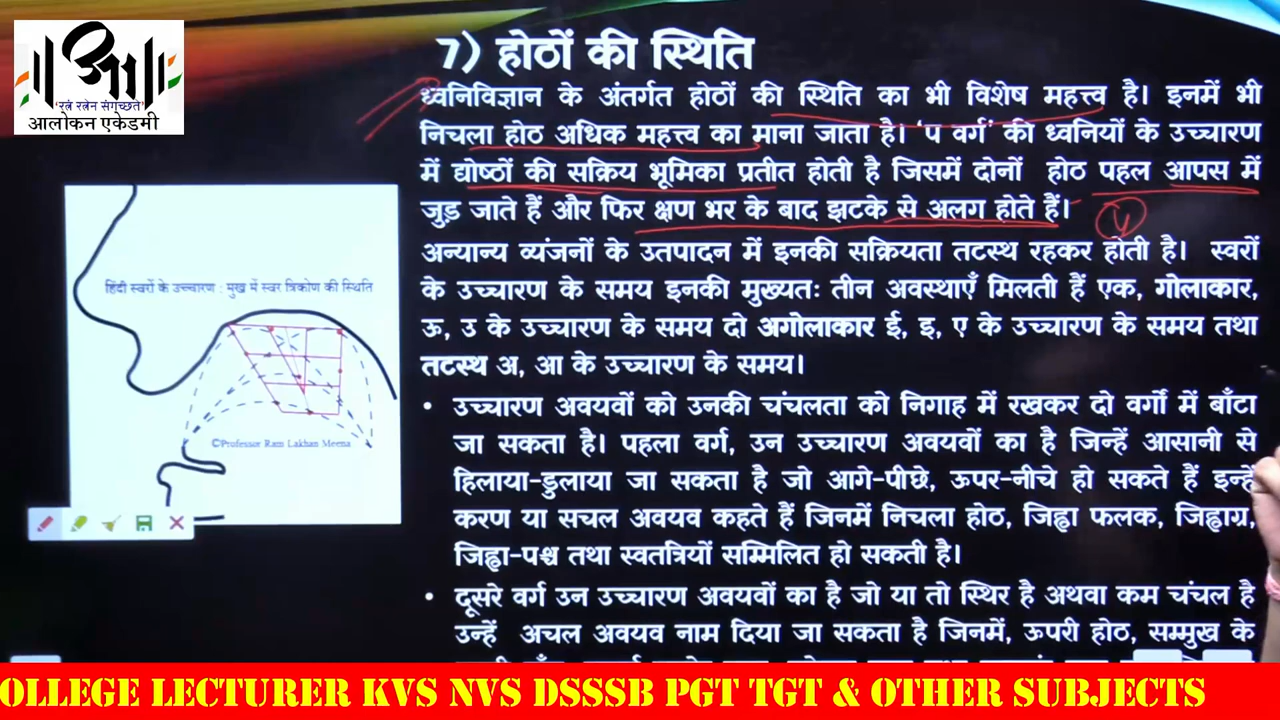 'रत्नं रत्नेन संगच्छते'
आलोकन एकेडमी
7) होठों की स्थिति
ध्वनिविज्ञान के अंतर्गत होठों की स्थिति का भी विशेष महत्त्व है। इनमें भी
निचला होठ अधिक महत्त्व का माना जाता है। 'प वर्ग' की ध्वनियों के उच्चारण
में द्योष्ठों की सक्रिय भूमिका प्रतीत होती है जिसमें दोनों होठ पहल आपस में
जुड़ जाते हैं और फिर क्षण भर के बाद झटके से अलग होते हैं।
अन्यान्य व्यंजनों के उतपादन में इनकी सक्रियता तटस्थ रहकर होती है। स्वरों
के उच्चारण के समय इनकी मुख्यतः तीन अवस्थाएँ मिलती हैं एक, गोलाकार,
ऊ, उ के उच्चारण के समय दो अगोलाकार ई, इ, ए के उच्चारण के समय तथा
तटस्थ अ, आ के उच्चारण के समय।
• उच्चारण अवयवों को उनकी चंचलता को निगाह में रखकर दो वर्गो में बाँटा
जा सकता है। पहला वर्ग, उन उच्चारण अवयवों का है जिन्हें आसानी से
हिलाया-डुलाया जा सकता है जो आगे-पीछे, ऊपर-नीचे हो सकते हैं इन्हें
करण या सचल अवयव कहते हैं जिनमें निचला होठ, जिह्वा फलक, जिह्वाग्र,
जिह्वा-पश्च तथा स्वतत्रियों सम्मिलित हो सकती है।
• दूसरे वर्ग उन उच्चारण अवयवों का है जो या तो स्थिर है अथवा कम चंचल है
उन्हें अचल अवयव नाम दिया जा सकता है जिनमें, ऊपरी होठ, सम्मुख के
हिंदी स्वरों के उच्चारण : मुख में स्वर त्रिकोण की स्थिति
©Professor Ram Lakhan Meena
OLLEGE LECTURER KVS NVS DSSSB PGT TGT & OTHER SUBJECTS